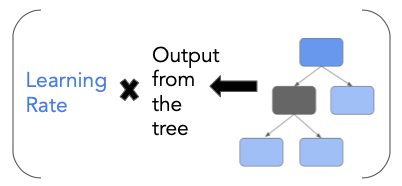 Learning
Rate
Output
from
the
tree